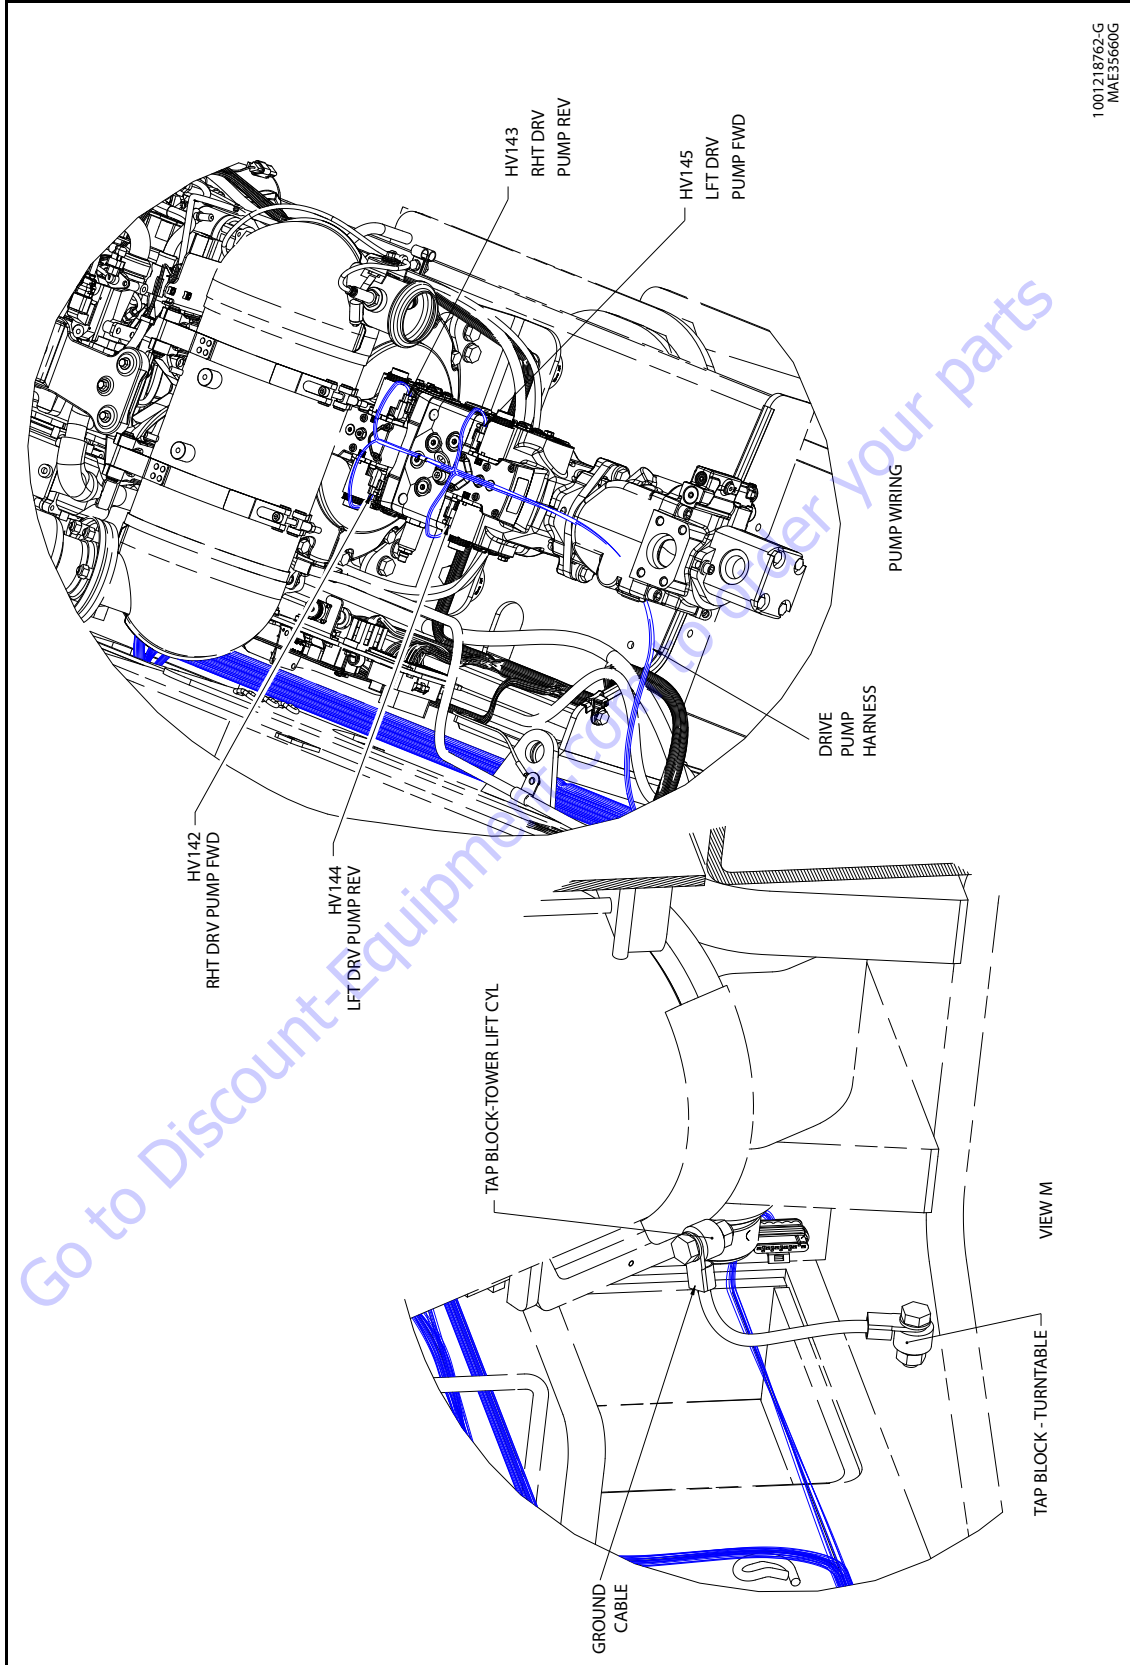 HV142
RHT DRV PUMP FWD
HV144
LFT DRV PUMP REV
HV143
RHT DRV
PUMP REV
HV145
LFT DRV
PUMP FWD
DRIVE
PUMP
HARNESS
PUMP WIRING
TAP BLOCK-TOWER LIFT CYL
GROUND
CABLE
TAP BLOCK - TURNTABLE
VIEW M
1001218762-G
MAE35660G
Go to Discount-Equipment.com to order your parts